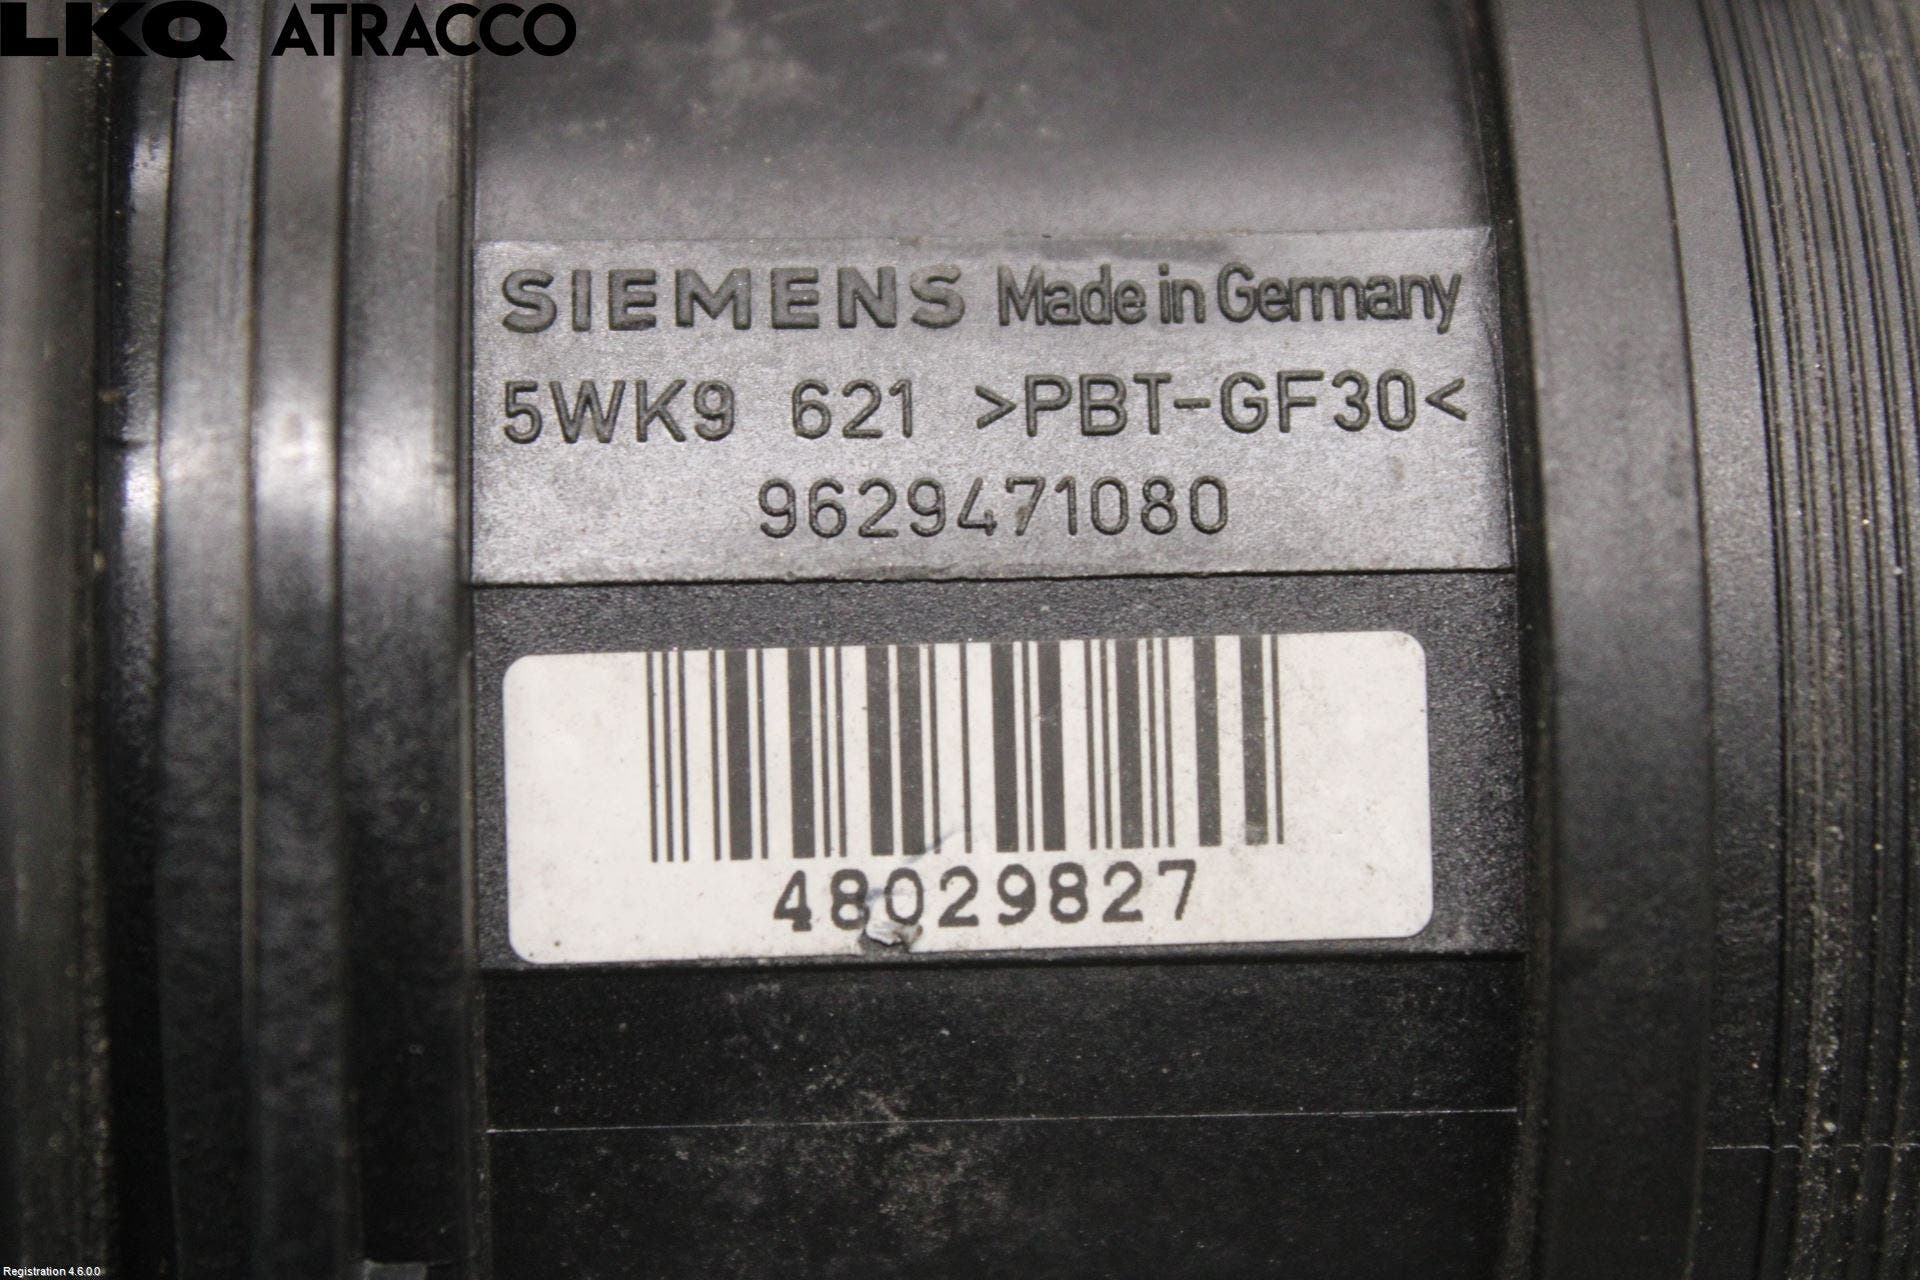 LKQ ATRACCO
SIEMENS Made in Germany
5WK9 621 >PBT-GF30<
9629471080
48029827
Registration 4.6.0.0